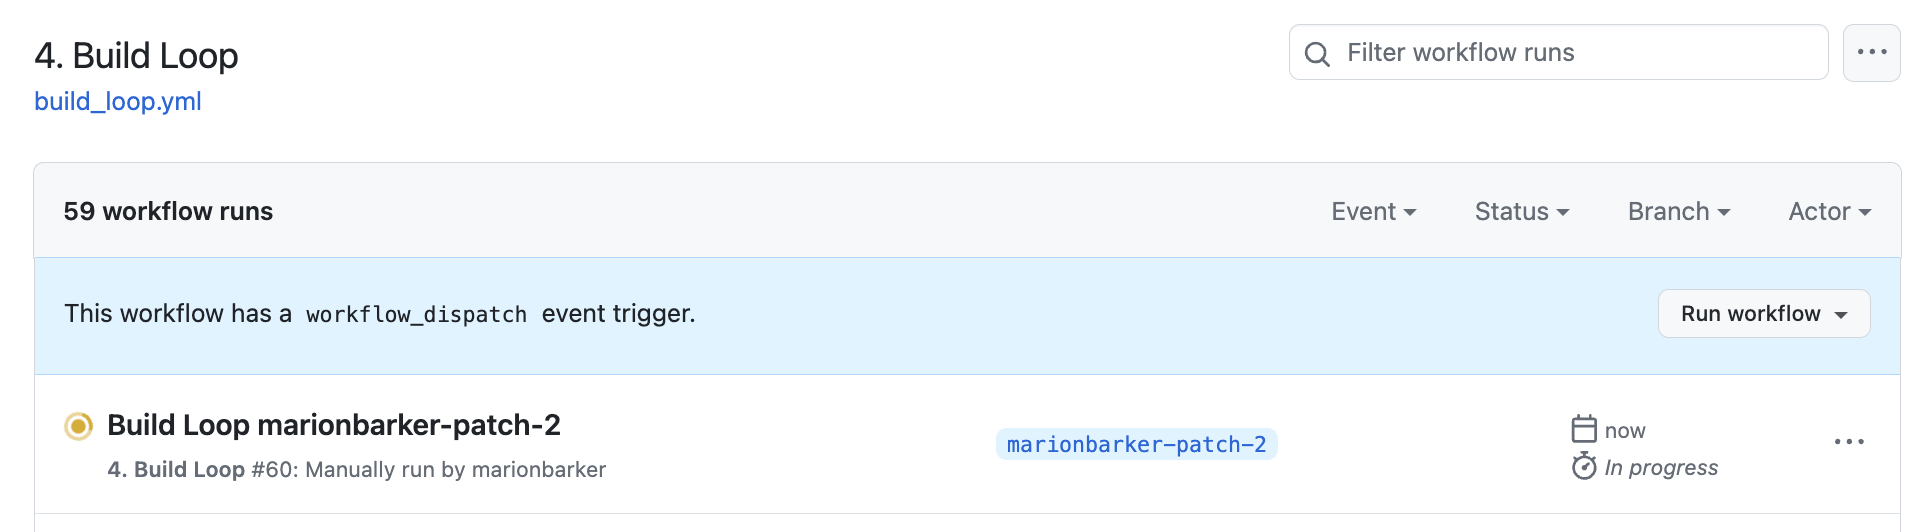 4. Build Loop
Filter workflow runs
build_loop.yml
59 workflow runs
Event
Status
Branch
Actor
This workflow has a workflow_dispatch event trigger.
Run workflow
Build Loop marionbarker-patch-2
4. Build Loop #60: Manually run by marionbarker
marionbarker-patch-2
now
In progress